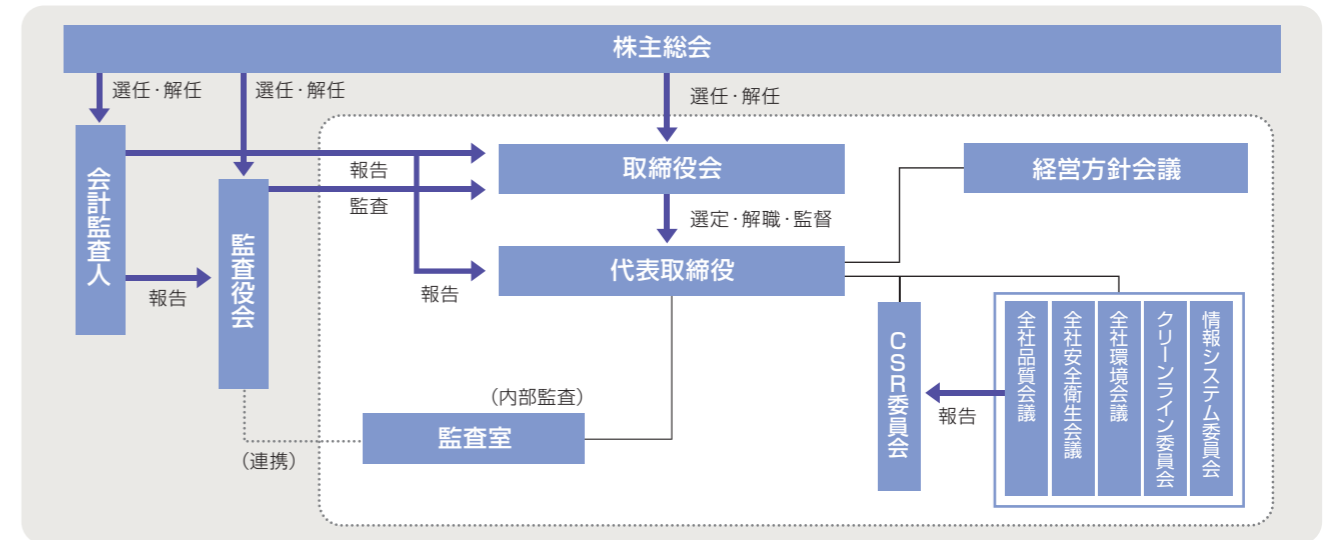 株主総会
選任・解任
選任・解任
選任・解任
会計監査人
監査役会
報告
監査
取締役会
経営方針会議
選定・解職・監督
代表取締役
報告
報告
CSR委員会
報告
全社品質会議
全社安全衛生会議
全社環境会議
クリーンライン委員会
情報システム委員会
(内部監査)
監査室
(連携)